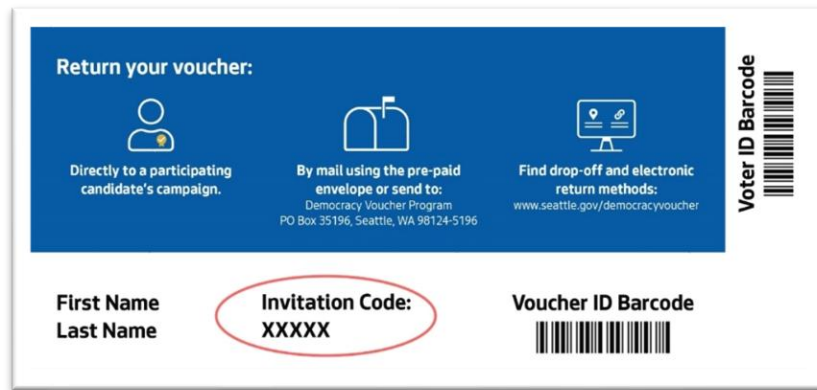 Return your voucher:
Directly to a participating
candidate's campaign.
By mail using the pre-paid
envelope or send to:
Democracy Voucher Program
PO Box 35196, Seattle, WA 98124-5196
Find drop-off and electronic
return methods:
www.seattle.gov/democracyvoucher
Voter ID Barcode
First Name
Last Name
Invitation Code:
XXXXX
Voucher ID Barcode